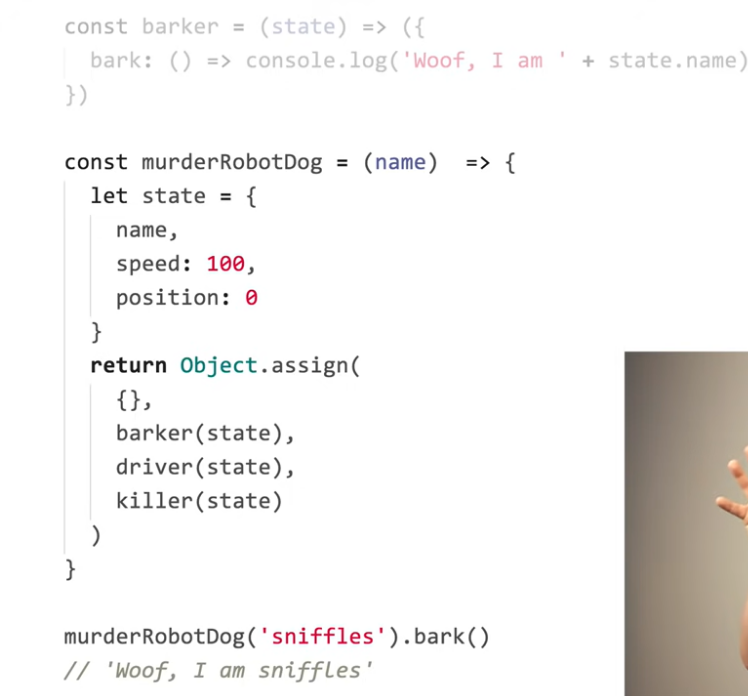 const barker = (state) => ({
  bark: () => console.log('Woof, I am ' + state.name)
})
const murderRobotDog = (name)  => {
  let state = {
    name,
    speed: 100,
    position: 0
  }
  return Object.assign(
    {},
    barker(state),
    driver(state),
    killer(state)
  )
}
murderRobotDog('sniffles').bark()
// 'Woof, I am sniffles'